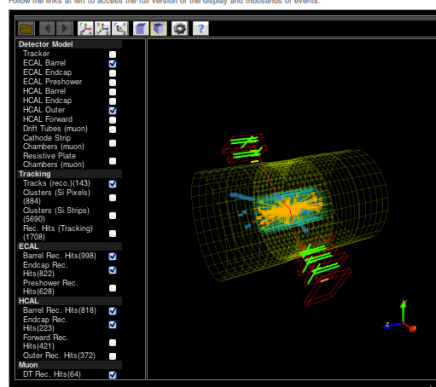 Follow the links at left to access the full version of the display and thousands of events.
?
Detector Model
Tracker
ECAL Barrel
ECAL Endcap
ECAL Preshower
HCAL Barrel
HCAL Endcap
HCAL Outer
HCAL Forward
Drift Tubes (muon)
Cathode Strip
Chambers (muon)
Resistive Plate
Chambers (muon)
Tracking
Tracks (reco.)(143)
Clusters (Si Pixels)
(884)
Clusters (Si Strips)
(5690)
Rec. Hits (Tracking)
(1708)
ECAL
Barrel Rec. Hits(998)
Endcap Rec.
Hits(822)
Preshower Rec.
Hits(628)
HCAL
Barrel Rec. Hits(818)
Endcap Rec.
Hits(223)
Forward Rec.
Hits(421)
Outer Rec. Hits(372)
Muon
DT Rec. Hits(64)